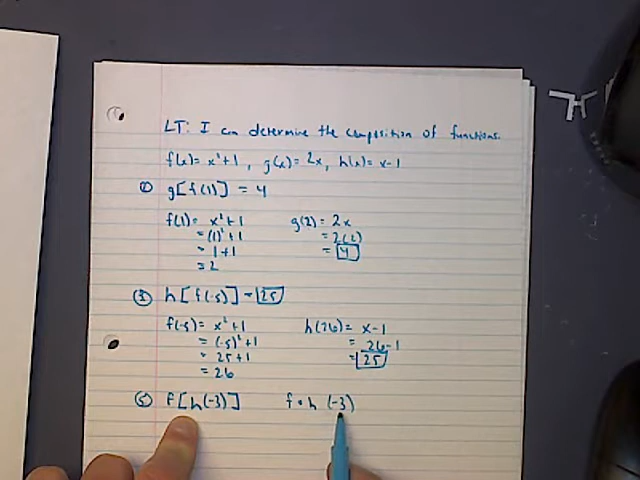 LT: I can determine the composition of functions.
f(x) = x²+1, g(x) = 2x, h(x) = x-1
① g[f(1)] = 4
f(1) = x²+1 g(2) = 2x
= (1)²+1 = 2(2)
= 1+1 = 4
= 2
③ h[f(-5)] = 25
f(-5) = x²+1 h(26) = x-1
= (-5)²+1 = 26-1
= 25+1 = 25
= 26
⑤ f[h(-3)] f∘h (-3)